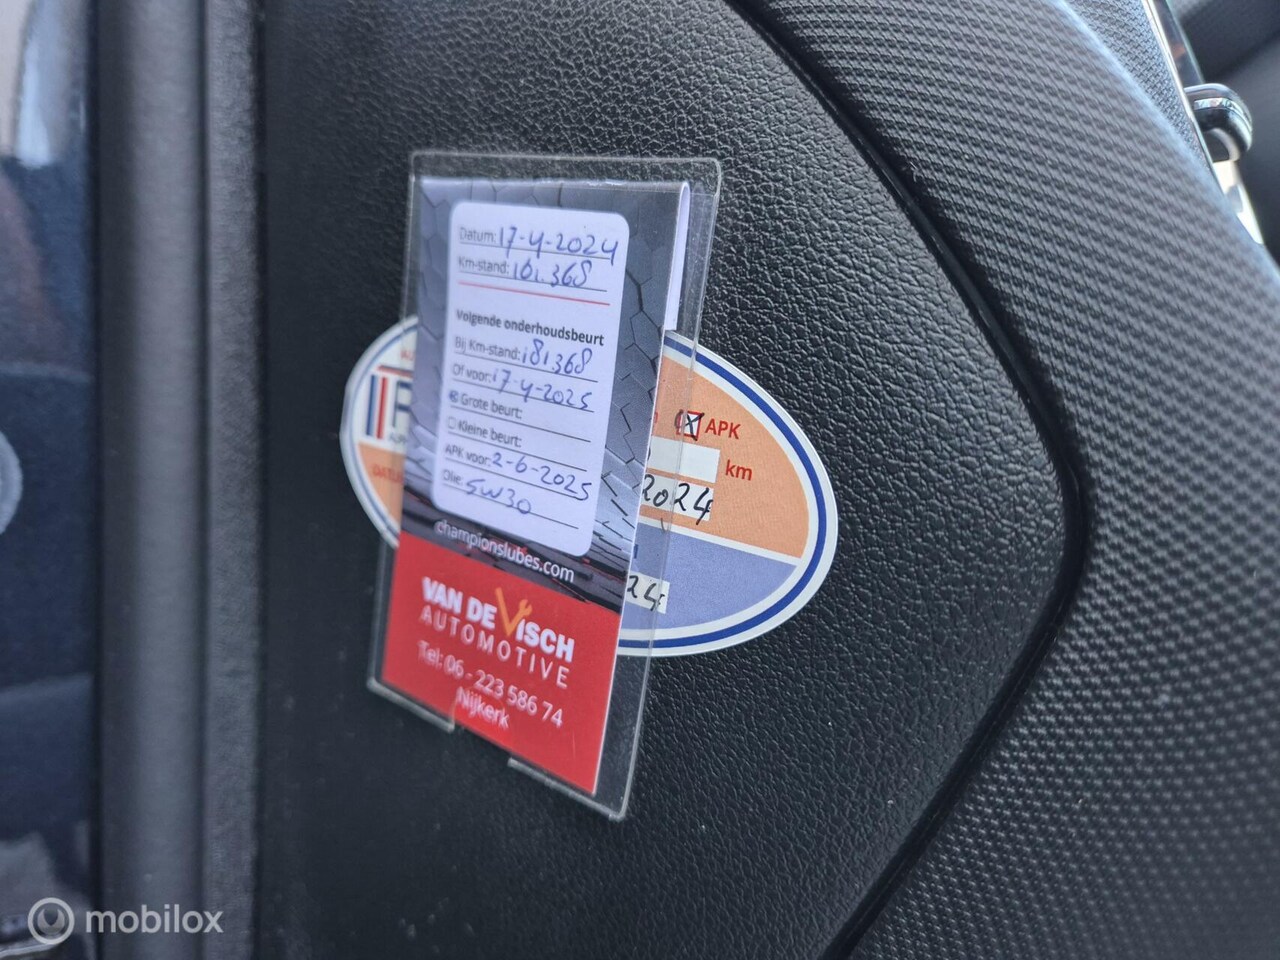 Datum: 17-4-2024
Km-stand: 161.368
Volgende onderhoudsbeurt
Bij Km-stand: 181.368
Of voor: 17-4-2025
Grote beurt:
Kleine beurt:
APK voor: 2-6-2025
Olie: 5W30
championslubes.com
VAN DE VISCH
AUTOMOTIVE
Tel: 06 - 223 586 74
Nijkerk
APK
km
2024
24
mobilox